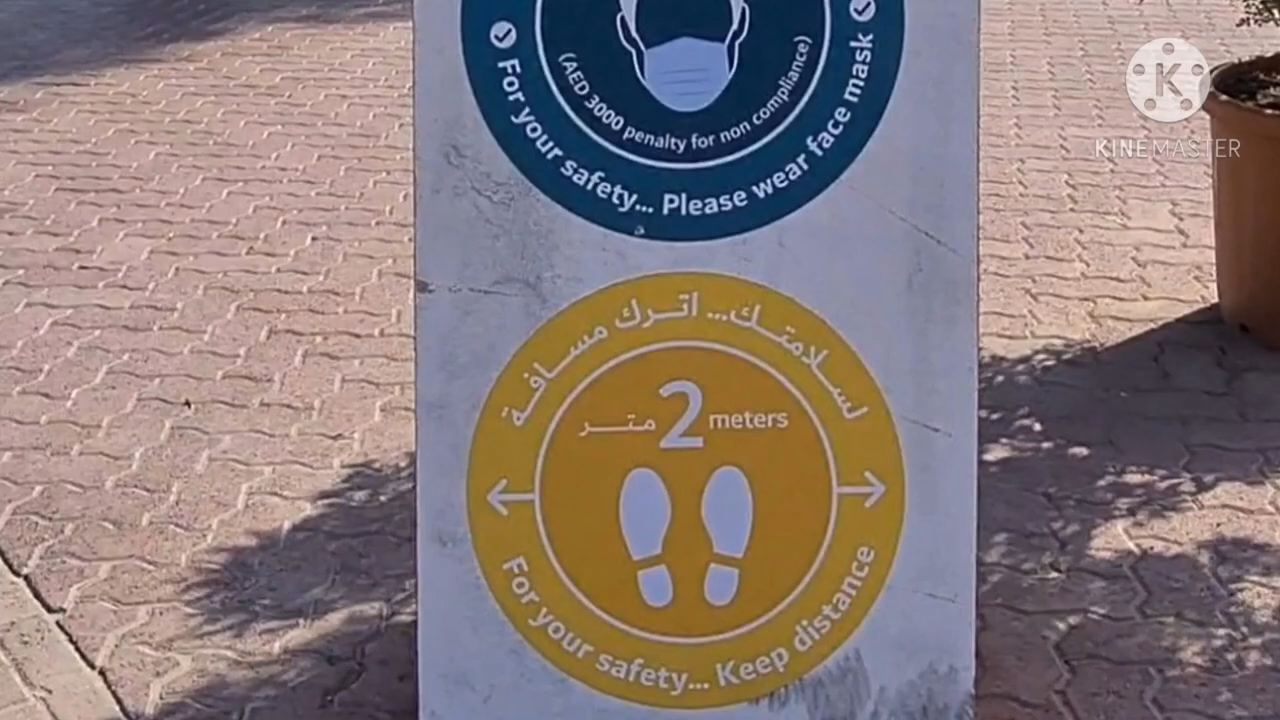 (AED 3000 penalty for non compliance)
For your safety... Please wear face mask
K
KINEMASTER
لسلامتك... اترك مسافة
متر 2 meters
For your safety... Keep distance